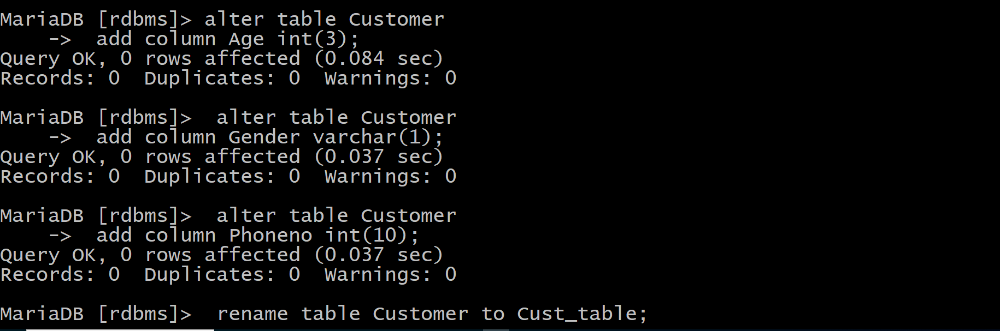 MariaDB [rdbms]> alter table Customer
    ->  add column Age int(3);
Query OK, 0 rows affected (0.084 sec)
Records: 0  Duplicates: 0  Warnings: 0
MariaDB [rdbms]>  alter table Customer
    ->  add column Gender varchar(1);
Query OK, 0 rows affected (0.037 sec)
Records: 0  Duplicates: 0  Warnings: 0
MariaDB [rdbms]>  alter table Customer
    ->  add column Phoneno int(10);
Query OK, 0 rows affected (0.037 sec)
Records: 0  Duplicates: 0  Warnings: 0
MariaDB [rdbms]>  rename table Customer to Cust_table;